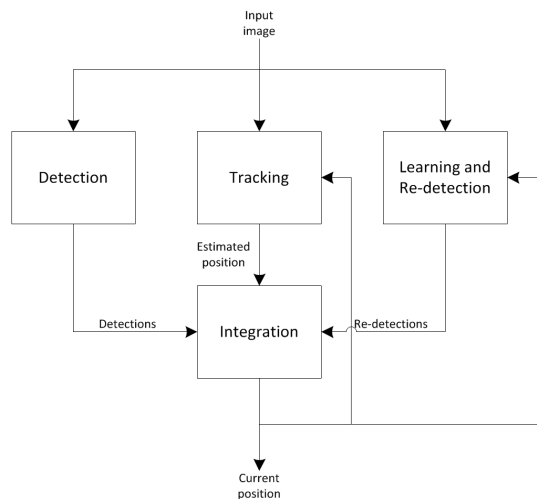 Input
image
Detection
Tracking
Learning and
Re-detection
Estimated
position
Detections
Integration
Re-detections
Current
position